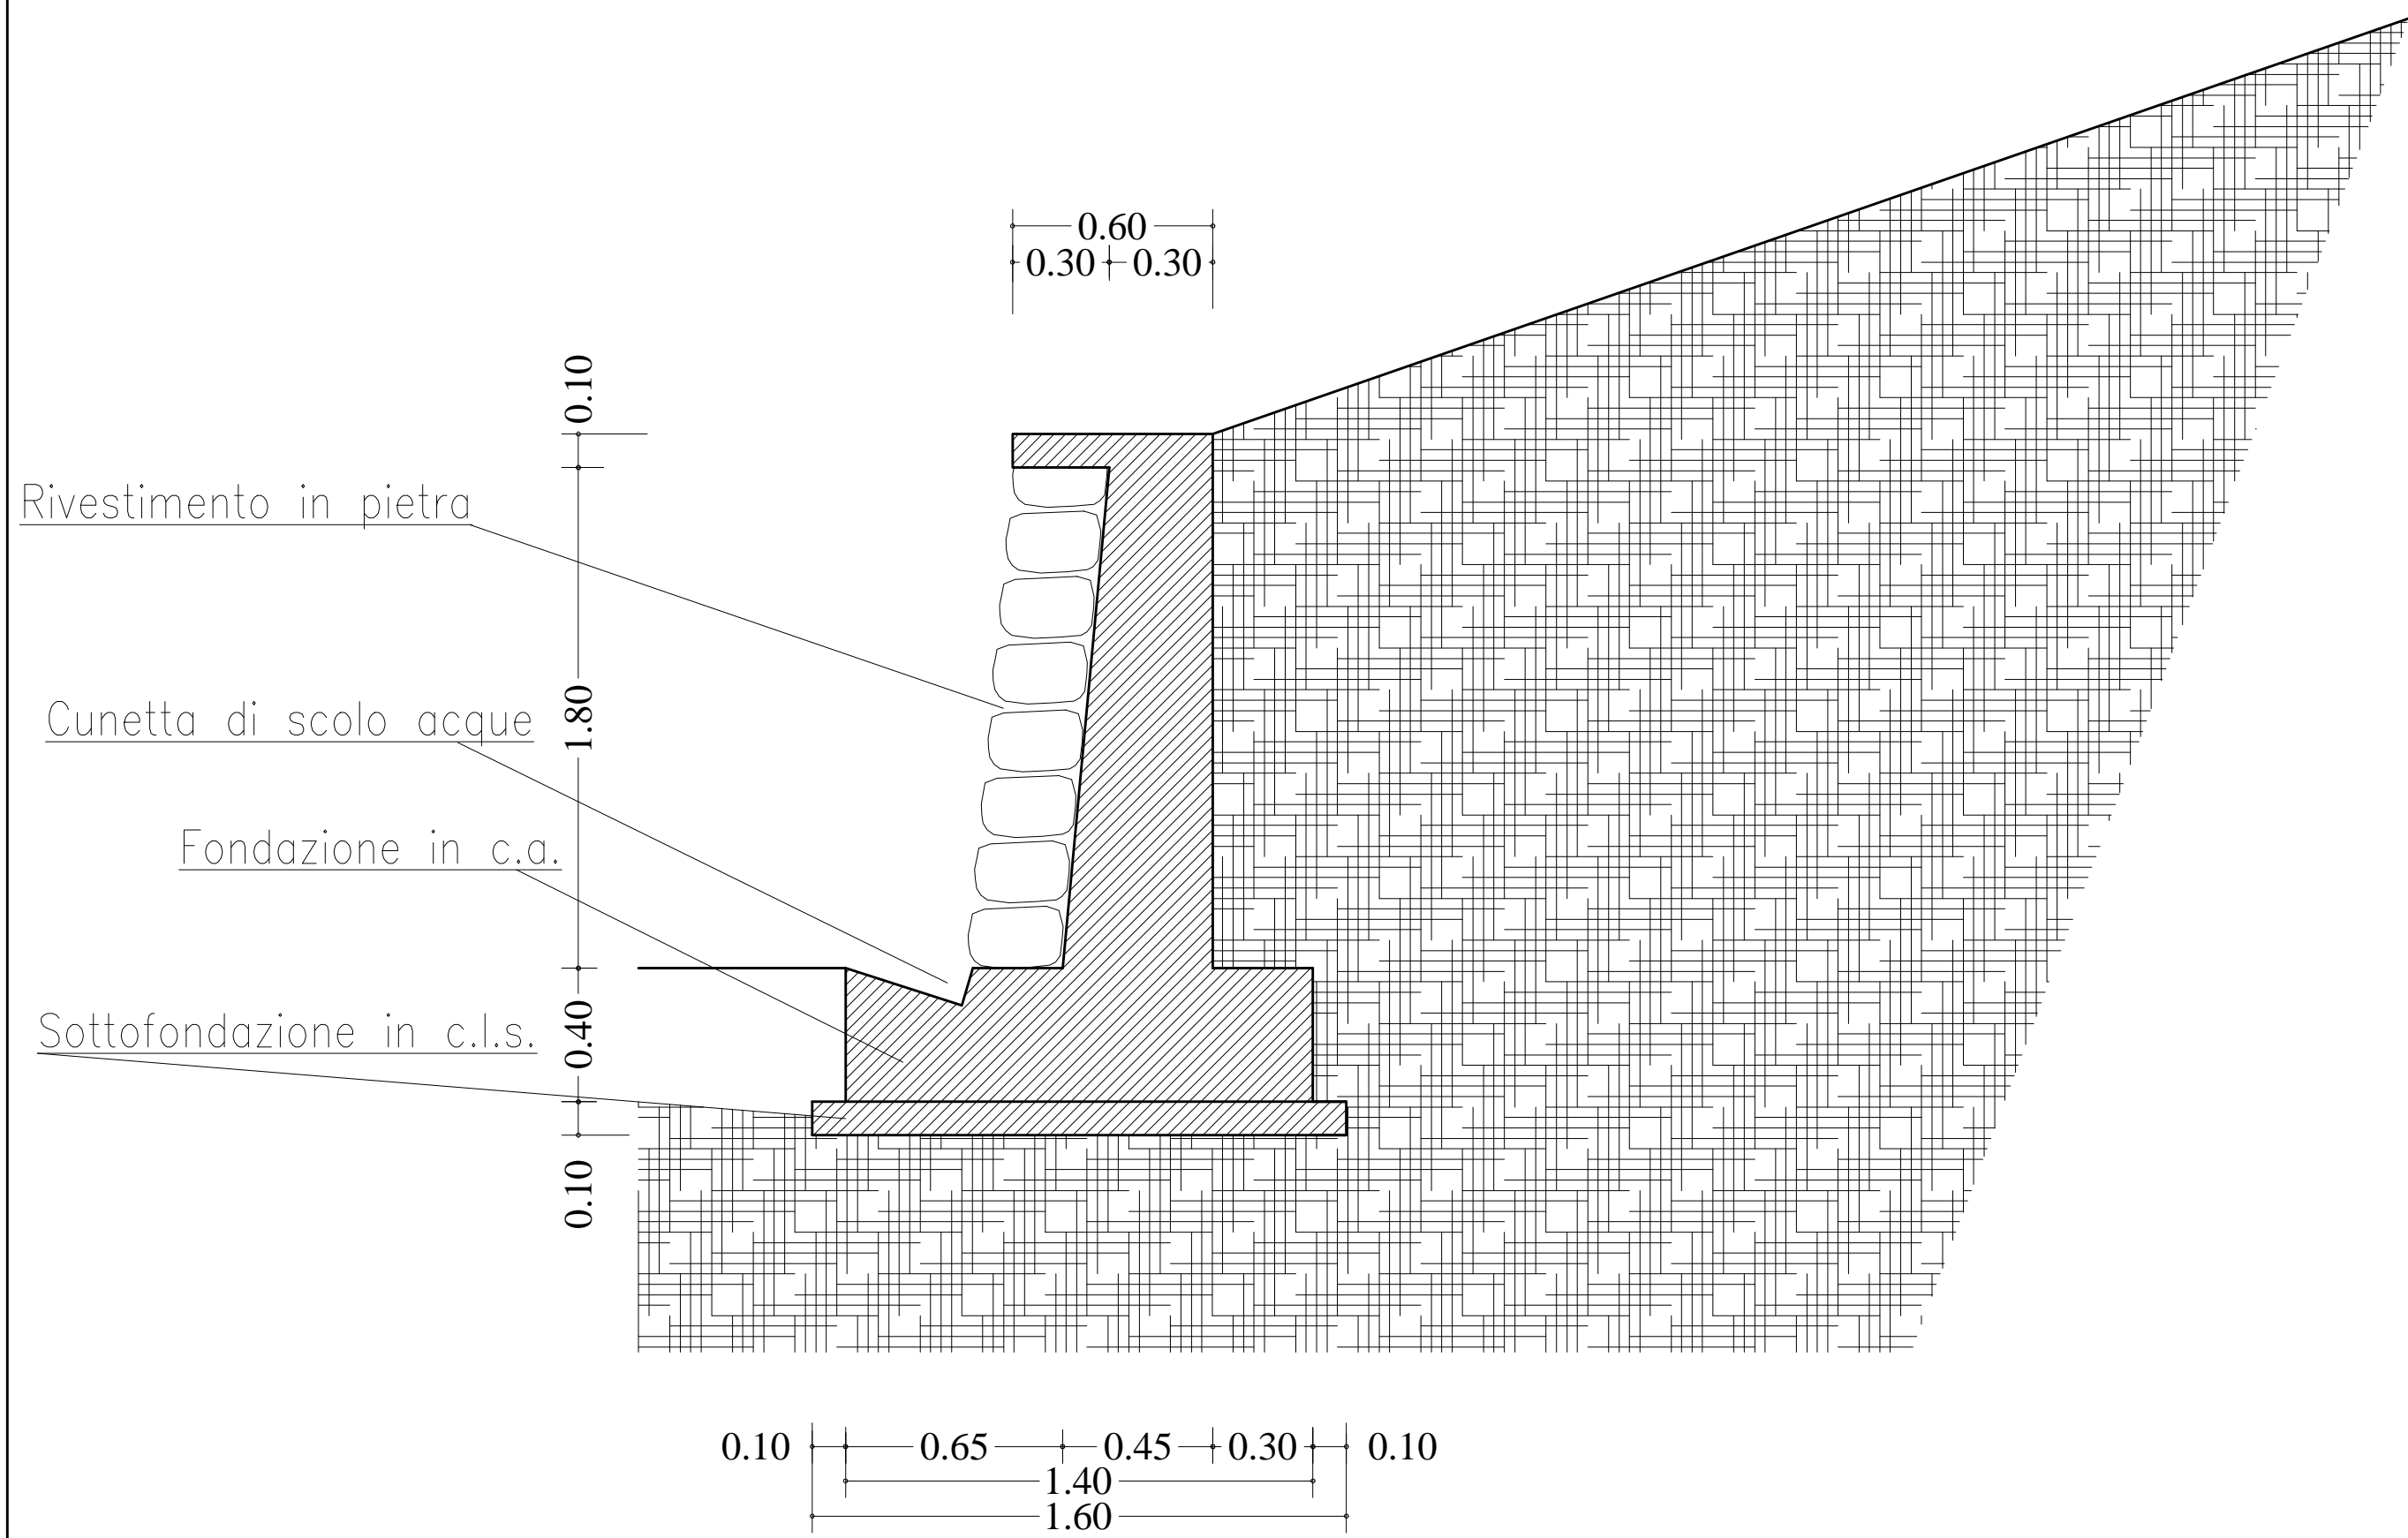 0.60
0.30 0.30
0.10
Rivestimento in pietra
1.80
Cunetta di scolo acque
Fondazione in c.a.
0.40
Sottofondazione in c.l.s.
0.10
0.10 0.65 0.45 0.30 0.10
1.40
1.60